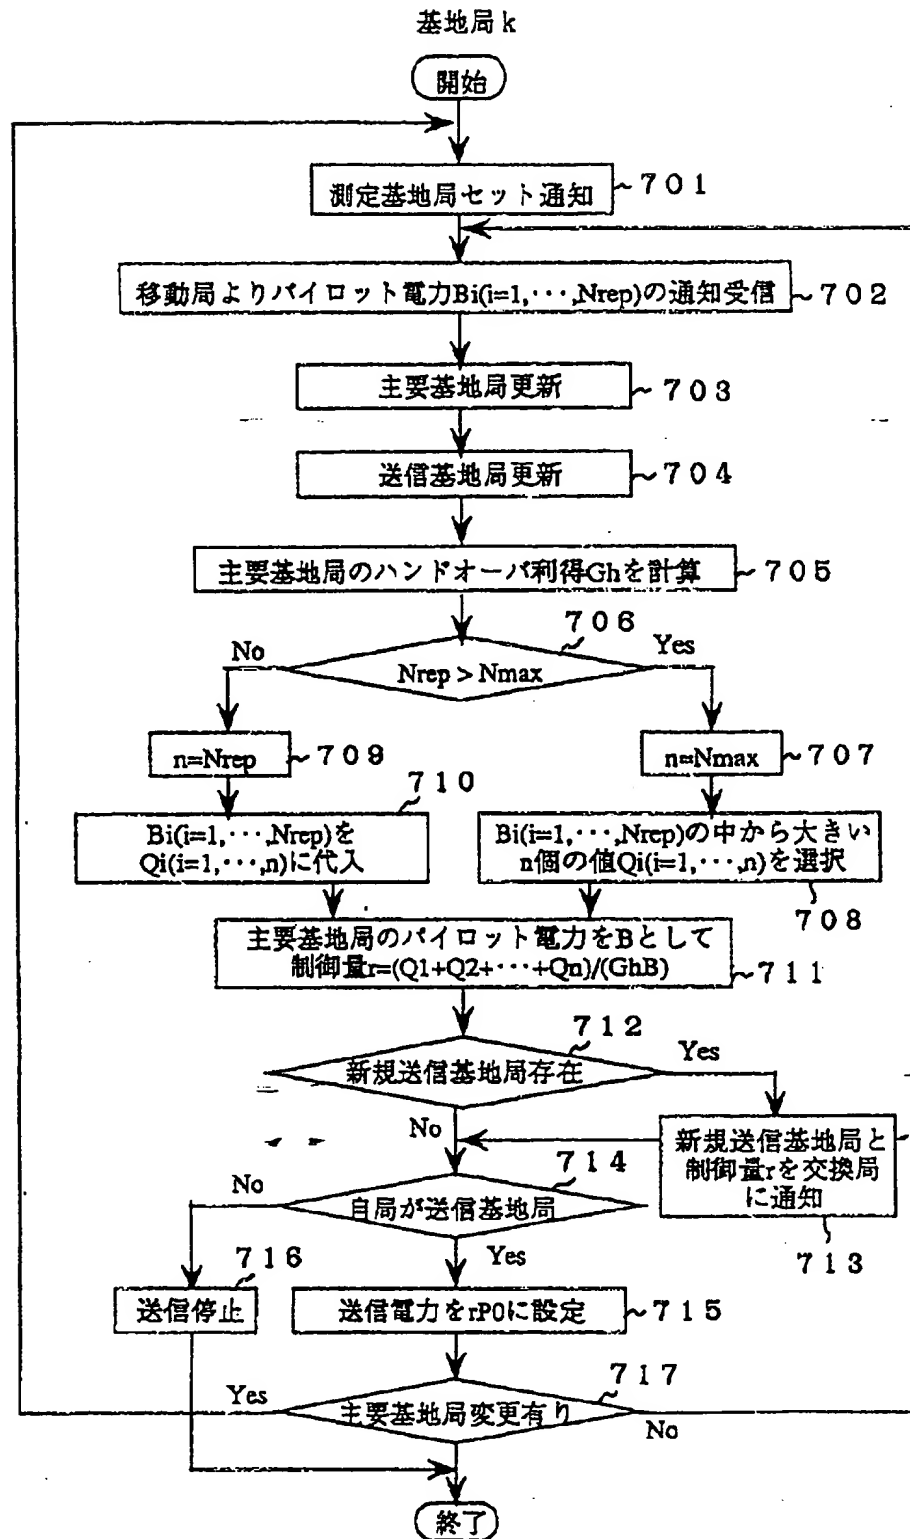 基地局k
開始
測定基地局セット通知
～701
移動局よりパイロット電力Bi(i=1,･･･,Nrep)の通知受信
～702
主要基地局更新
～703
送信基地局更新
～704
主要基地局のハンドオーバ利得Ghを計算
～705
706
No
Nrep > Nmax
Yes
n=Nrep
～709
n=Nmax
～707
710
Bi(i=1,･･･,Nrep)を
Qi(i=1,･･･,n)に代入
Bi(i=1,･･･,Nrep)の中から大きい
n個の値Qi(i=1,･･･,n)を選択
708
主要基地局のパイロット電力をBとして
制御量r=(Q1+Q2+･･･+Qn)/(GhB)
～711
712
新規送信基地局存在
Yes
No
新規送信基地局と
制御量rを交換局
に通知
713
714
No
自局が送信基地局
Yes
716
送信停止
送信電力をrP0に設定
～715
717
Yes
主要基地局変更有り
No
終了